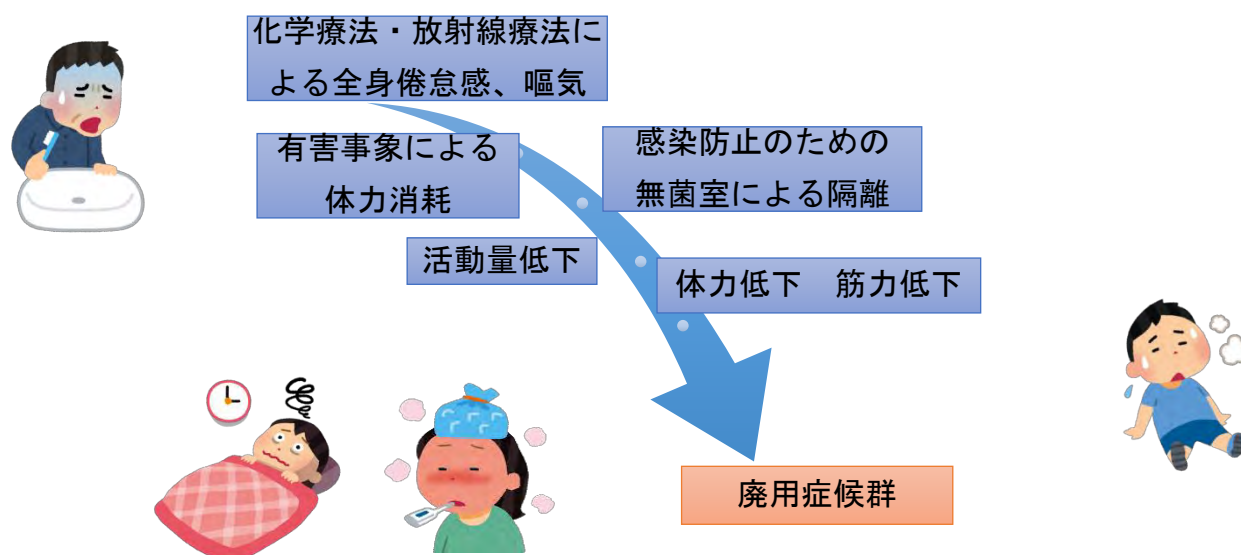 化学療法・放射線療法に
よる全身倦怠感、嘔気
有害事象による
体力消耗
感染防止のための
無菌室による隔離
活動量低下
体力低下　筋力低下
廃用症候群